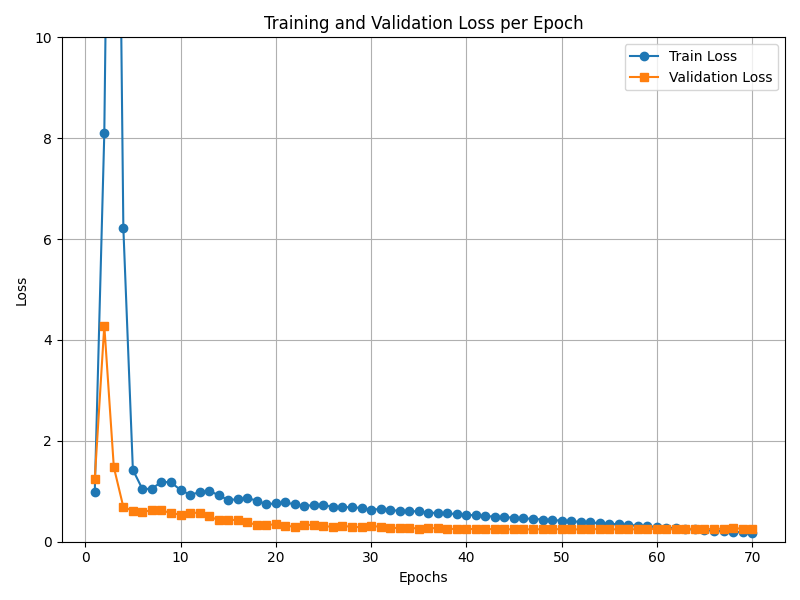 Training and Validation Loss per Epoch
Train Loss
Validation Loss
10
8
6
4
2
0
Loss
0 10 20 30 40 50 60 70
Epochs